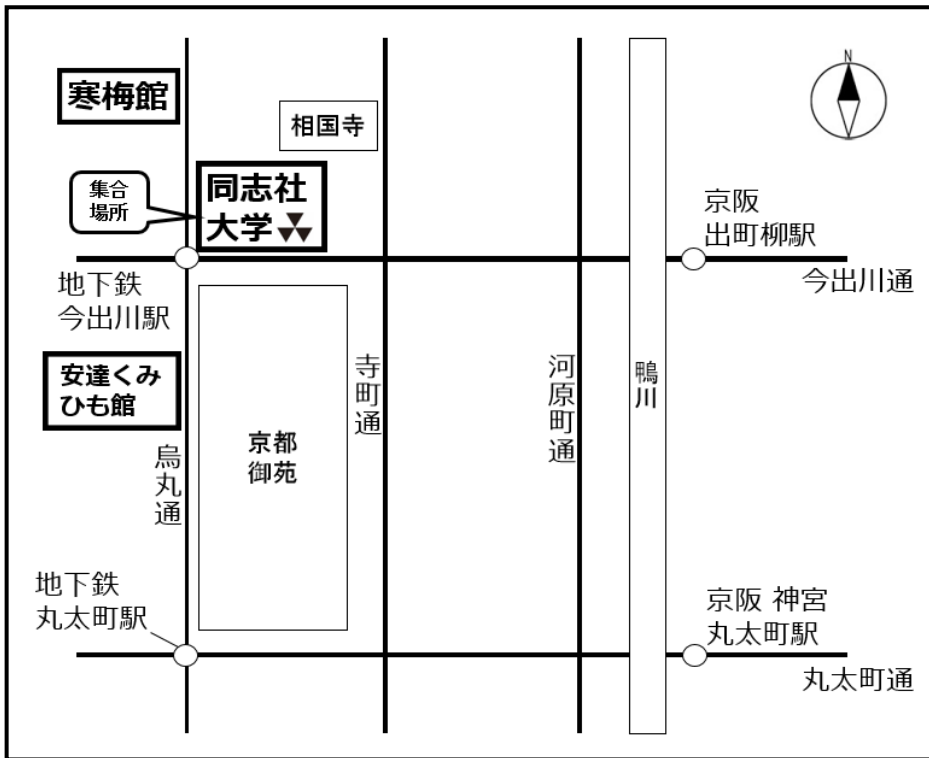 N
寒梅館
相国寺
集合
場所
同志社
大学
京阪
出町柳駅
今出川通
地下鉄
今出川駅
安達くみ
ひも館
寺町通
河原町通
鴨川
京都
御苑
烏丸通
地下鉄
丸太町駅
京阪 神宮
丸太町駅
丸太町通